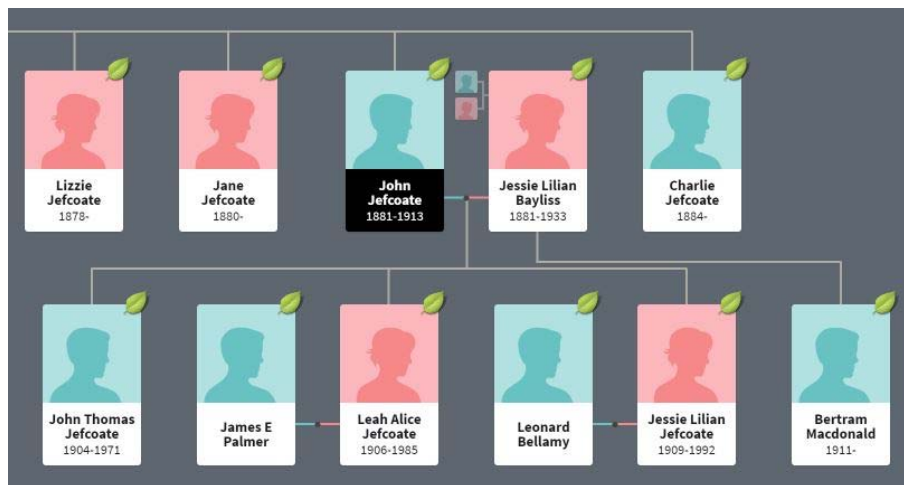 Lizzie
Jefcoate
1878-
Jane
Jefcoate
1880-
John
Jefcoate
1881-1913
Jessie Lilian
Bayliss
1881-1933
Charlie
Jefcoate
1884-
John Thomas
Jefcoate
1904-1971
James E
Palmer
Leah Alice
Jefcoate
1906-1985
Leonard
Bellamy
Jessie Lilian
Jefcoate
1909-1992
Bertram
Macdonald
1911-